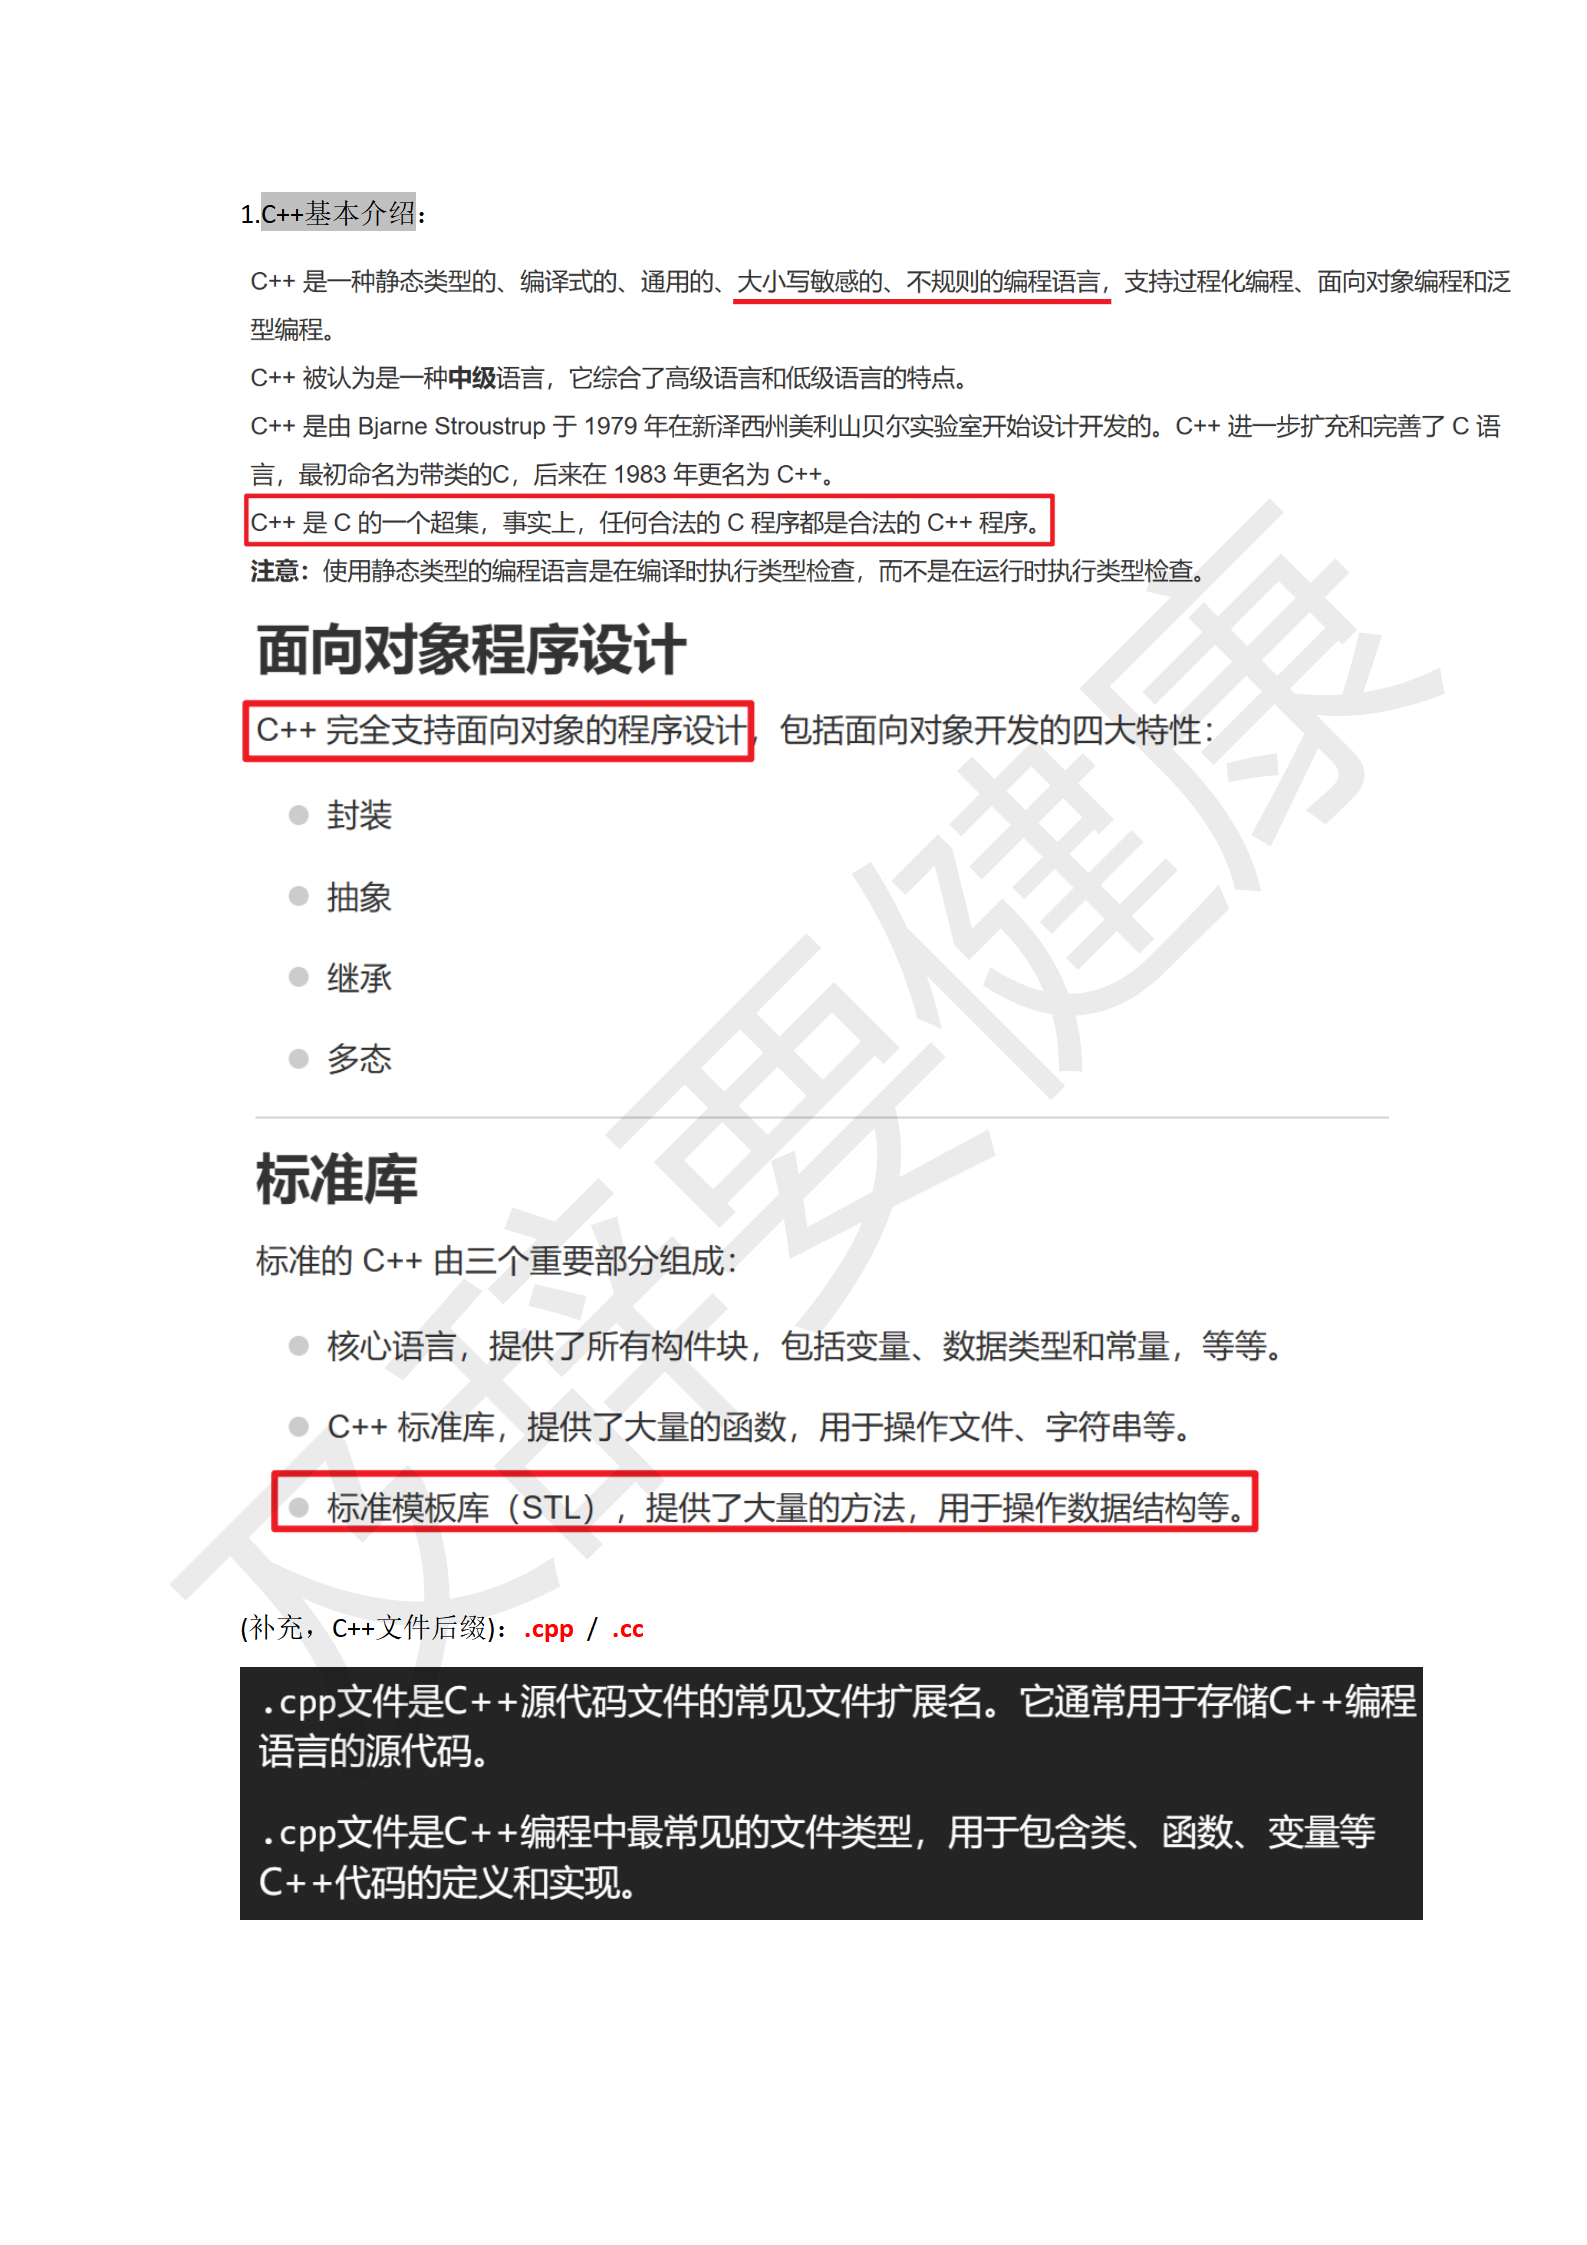 1.C++基本介绍：
C++ 是一种静态类型的、编译式的、通用的、大小写敏感的、不规则的编程语言，支持过程化编程、面向对象编程和泛
型编程。
C++ 被认为是一种中级语言，它综合了高级语言和低级语言的特点。
C++ 是由 Bjarne Stroustrup 于 1979 年在新泽西州美利山贝尔实验室开始设计开发的。C++ 进一步扩充和完善了 C 语
言，最初命名为带类的C，后来在 1983 年更名为 C++。
C++ 是 C 的一个超集，事实上，任何合法的 C 程序都是合法的 C++ 程序。
注意：使用静态类型的编程语言是在编译时执行类型检查，而不是在运行时执行类型检查。
面向对象程序设计
C++ 完全支持面向对象的程序设计，包括面向对象开发的四大特性：
封装
抽象
继承
多态
标准库
标准的 C++ 由三个重要部分组成：
核心语言，提供了所有构件块，包括变量、数据类型和常量，等等。
C++ 标准库，提供了大量的函数，用于操作文件、字符串等。
标准模板库（STL），提供了大量的方法，用于操作数据结构等。
(补充，C++文件后缀)：.cpp / .cc
.cpp文件是C++源代码文件的常见文件扩展名。它通常用于存储C++编程
语言的源代码。
.cpp文件是C++编程中最常见的文件类型，用于包含类、函数、变量等
C++代码的定义和实现。
又辞要健康